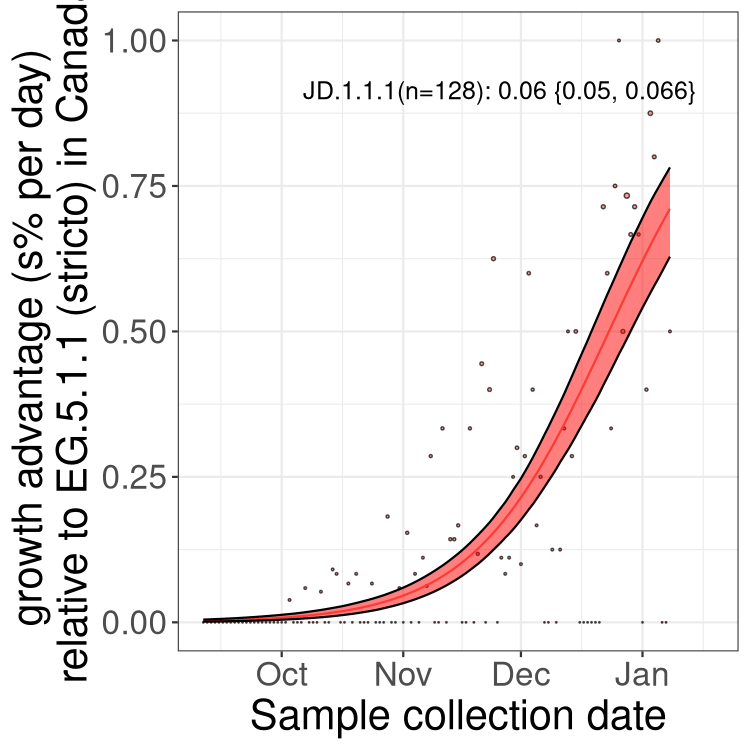 growth advantage (s% per day)
relative to EG.5.1.1 (stricto) in Canada
1.00
0.75
0.50
0.25
0.00
JD.1.1.1(n=128): 0.06 {0.05, 0.066}
Oct Nov Dec Jan
Sample collection date